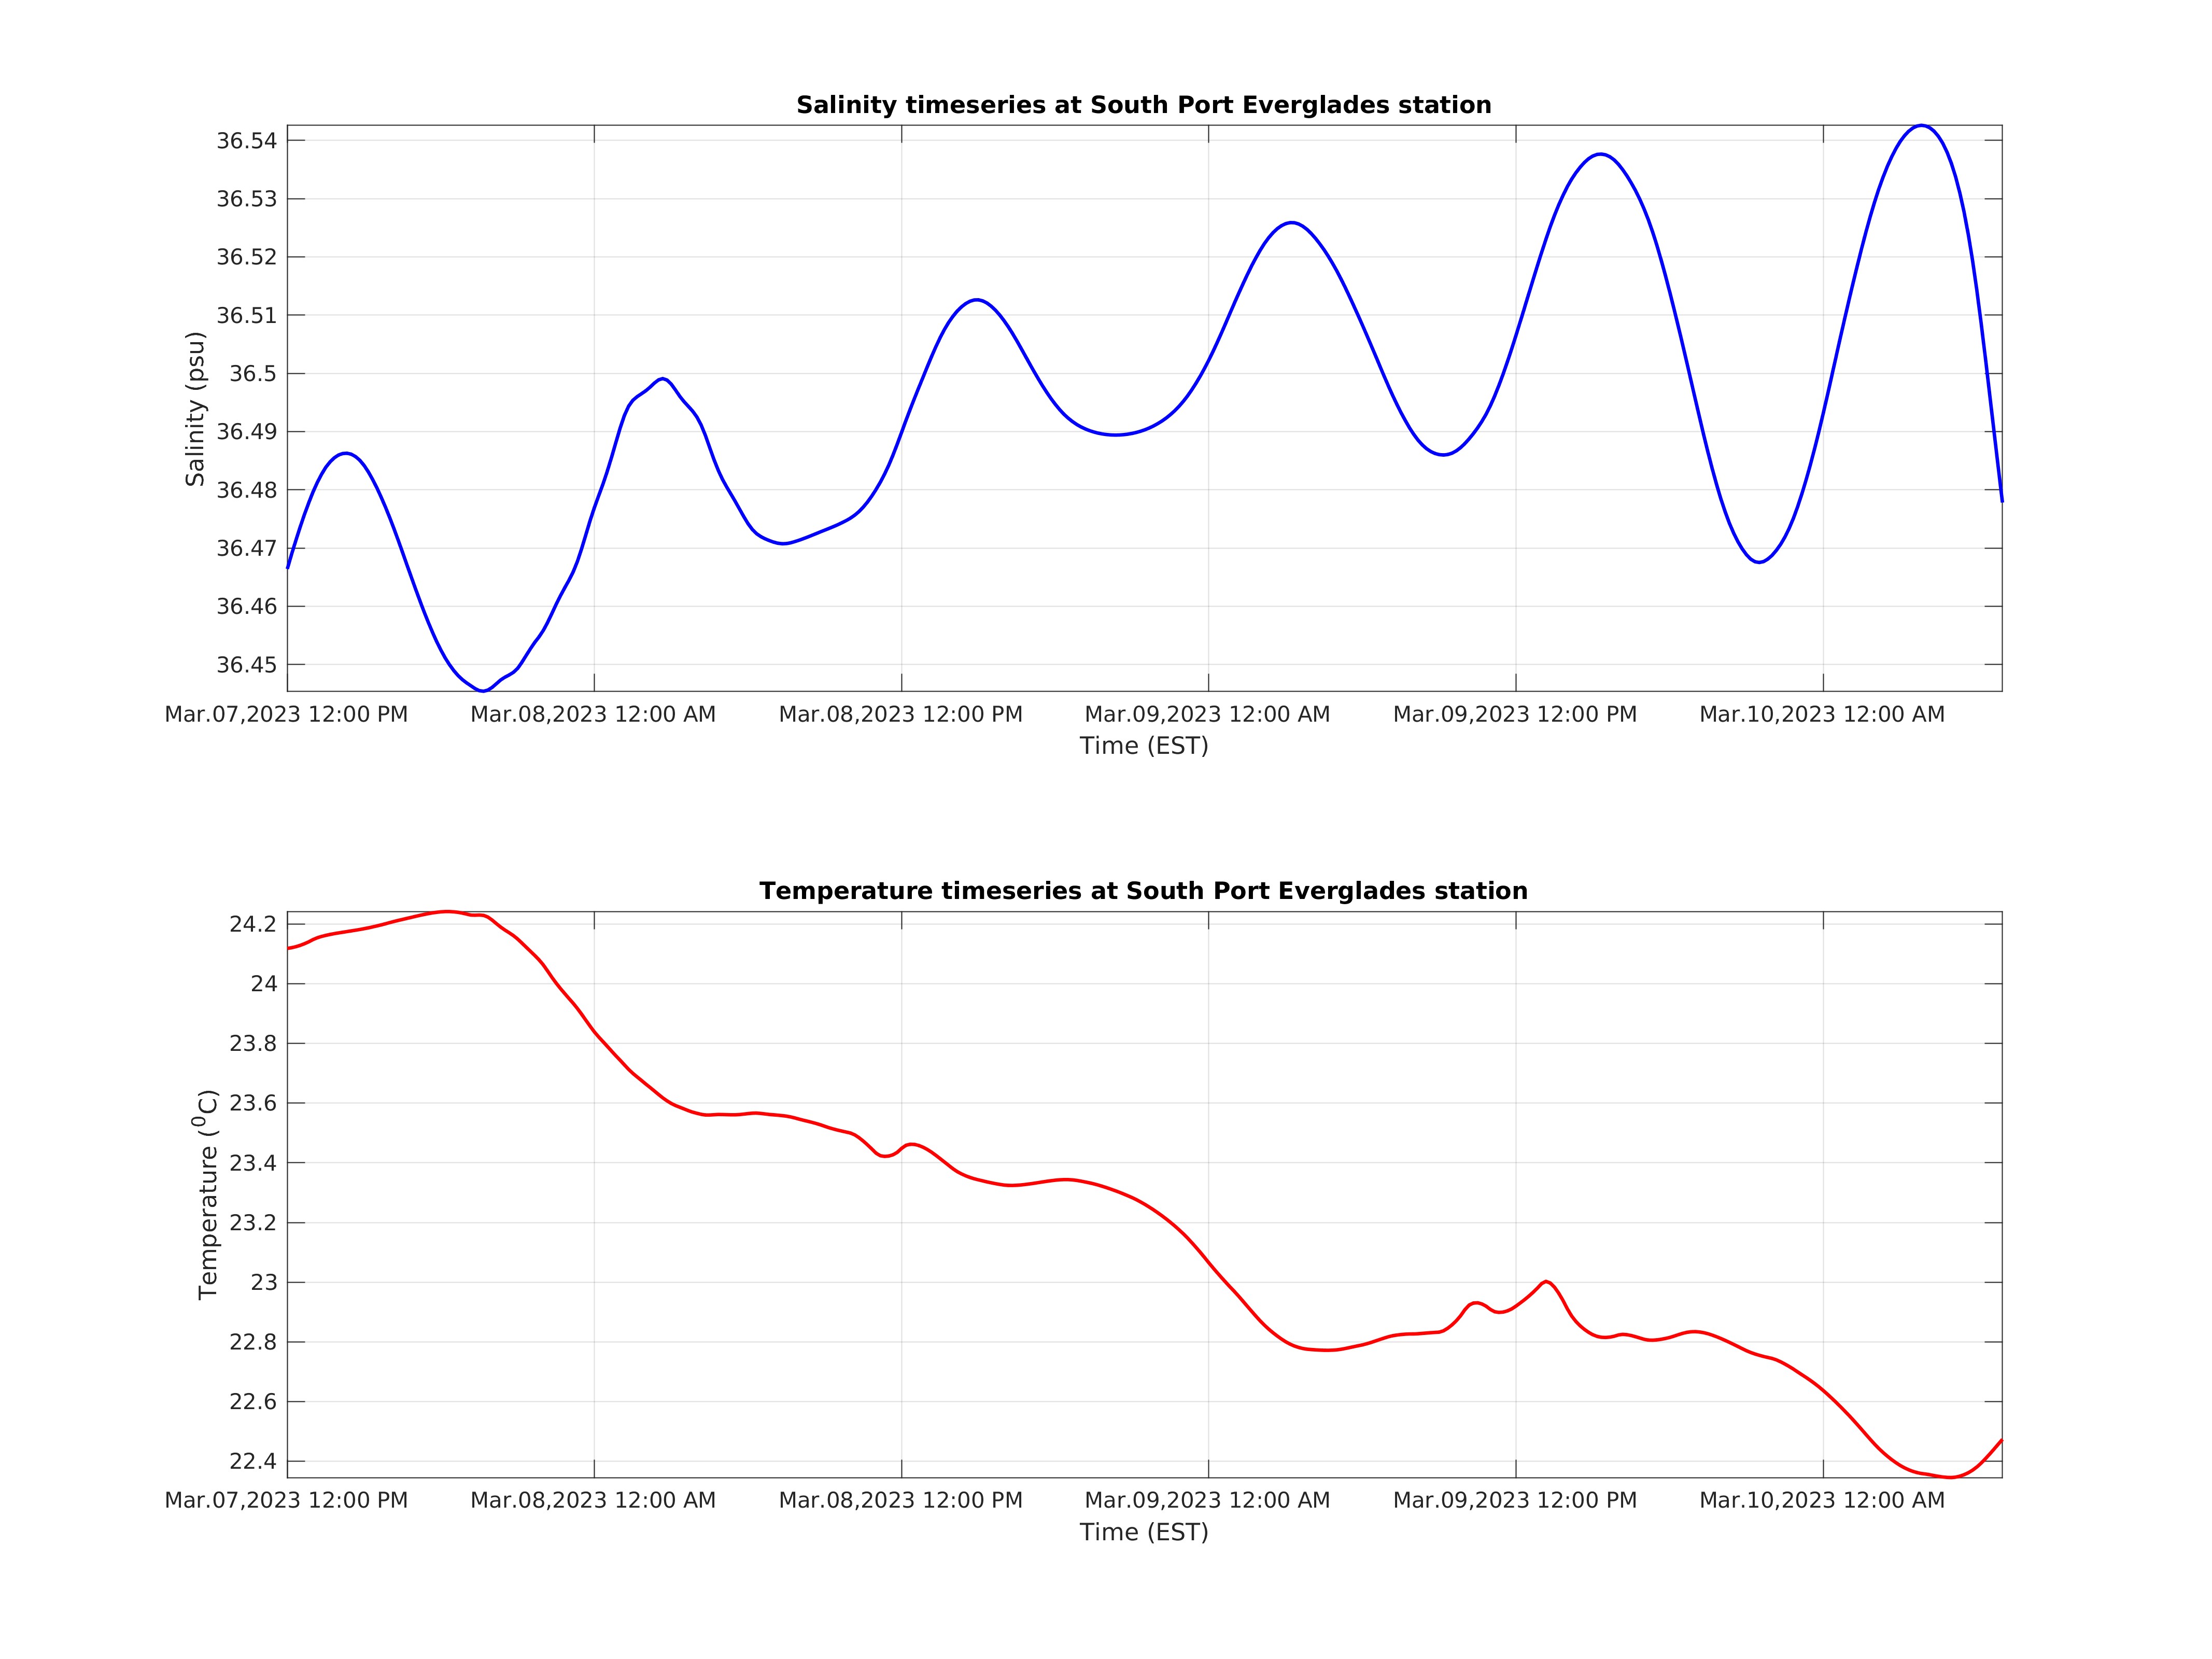 Salinity timeseries at South Port Everglades station
Salinity (psu)
36.54
36.53
36.52
36.51
36.5
36.49
36.48
36.47
36.46
36.45
Mar.07,2023 12:00 PM Mar.08,2023 12:00 AM Mar.08,2023 12:00 PM Mar.09,2023 12:00 AM Mar.09,2023 12:00 PM Mar.10,2023 12:00 AM
Time (EST)
Temperature timeseries at South Port Everglades station
Temperature (⁰C)
24.2
24
23.8
23.6
23.4
23.2
23
22.8
22.6
22.4
Mar.07,2023 12:00 PM Mar.08,2023 12:00 AM Mar.08,2023 12:00 PM Mar.09,2023 12:00 AM Mar.09,2023 12:00 PM Mar.10,2023 12:00 AM
Time (EST)